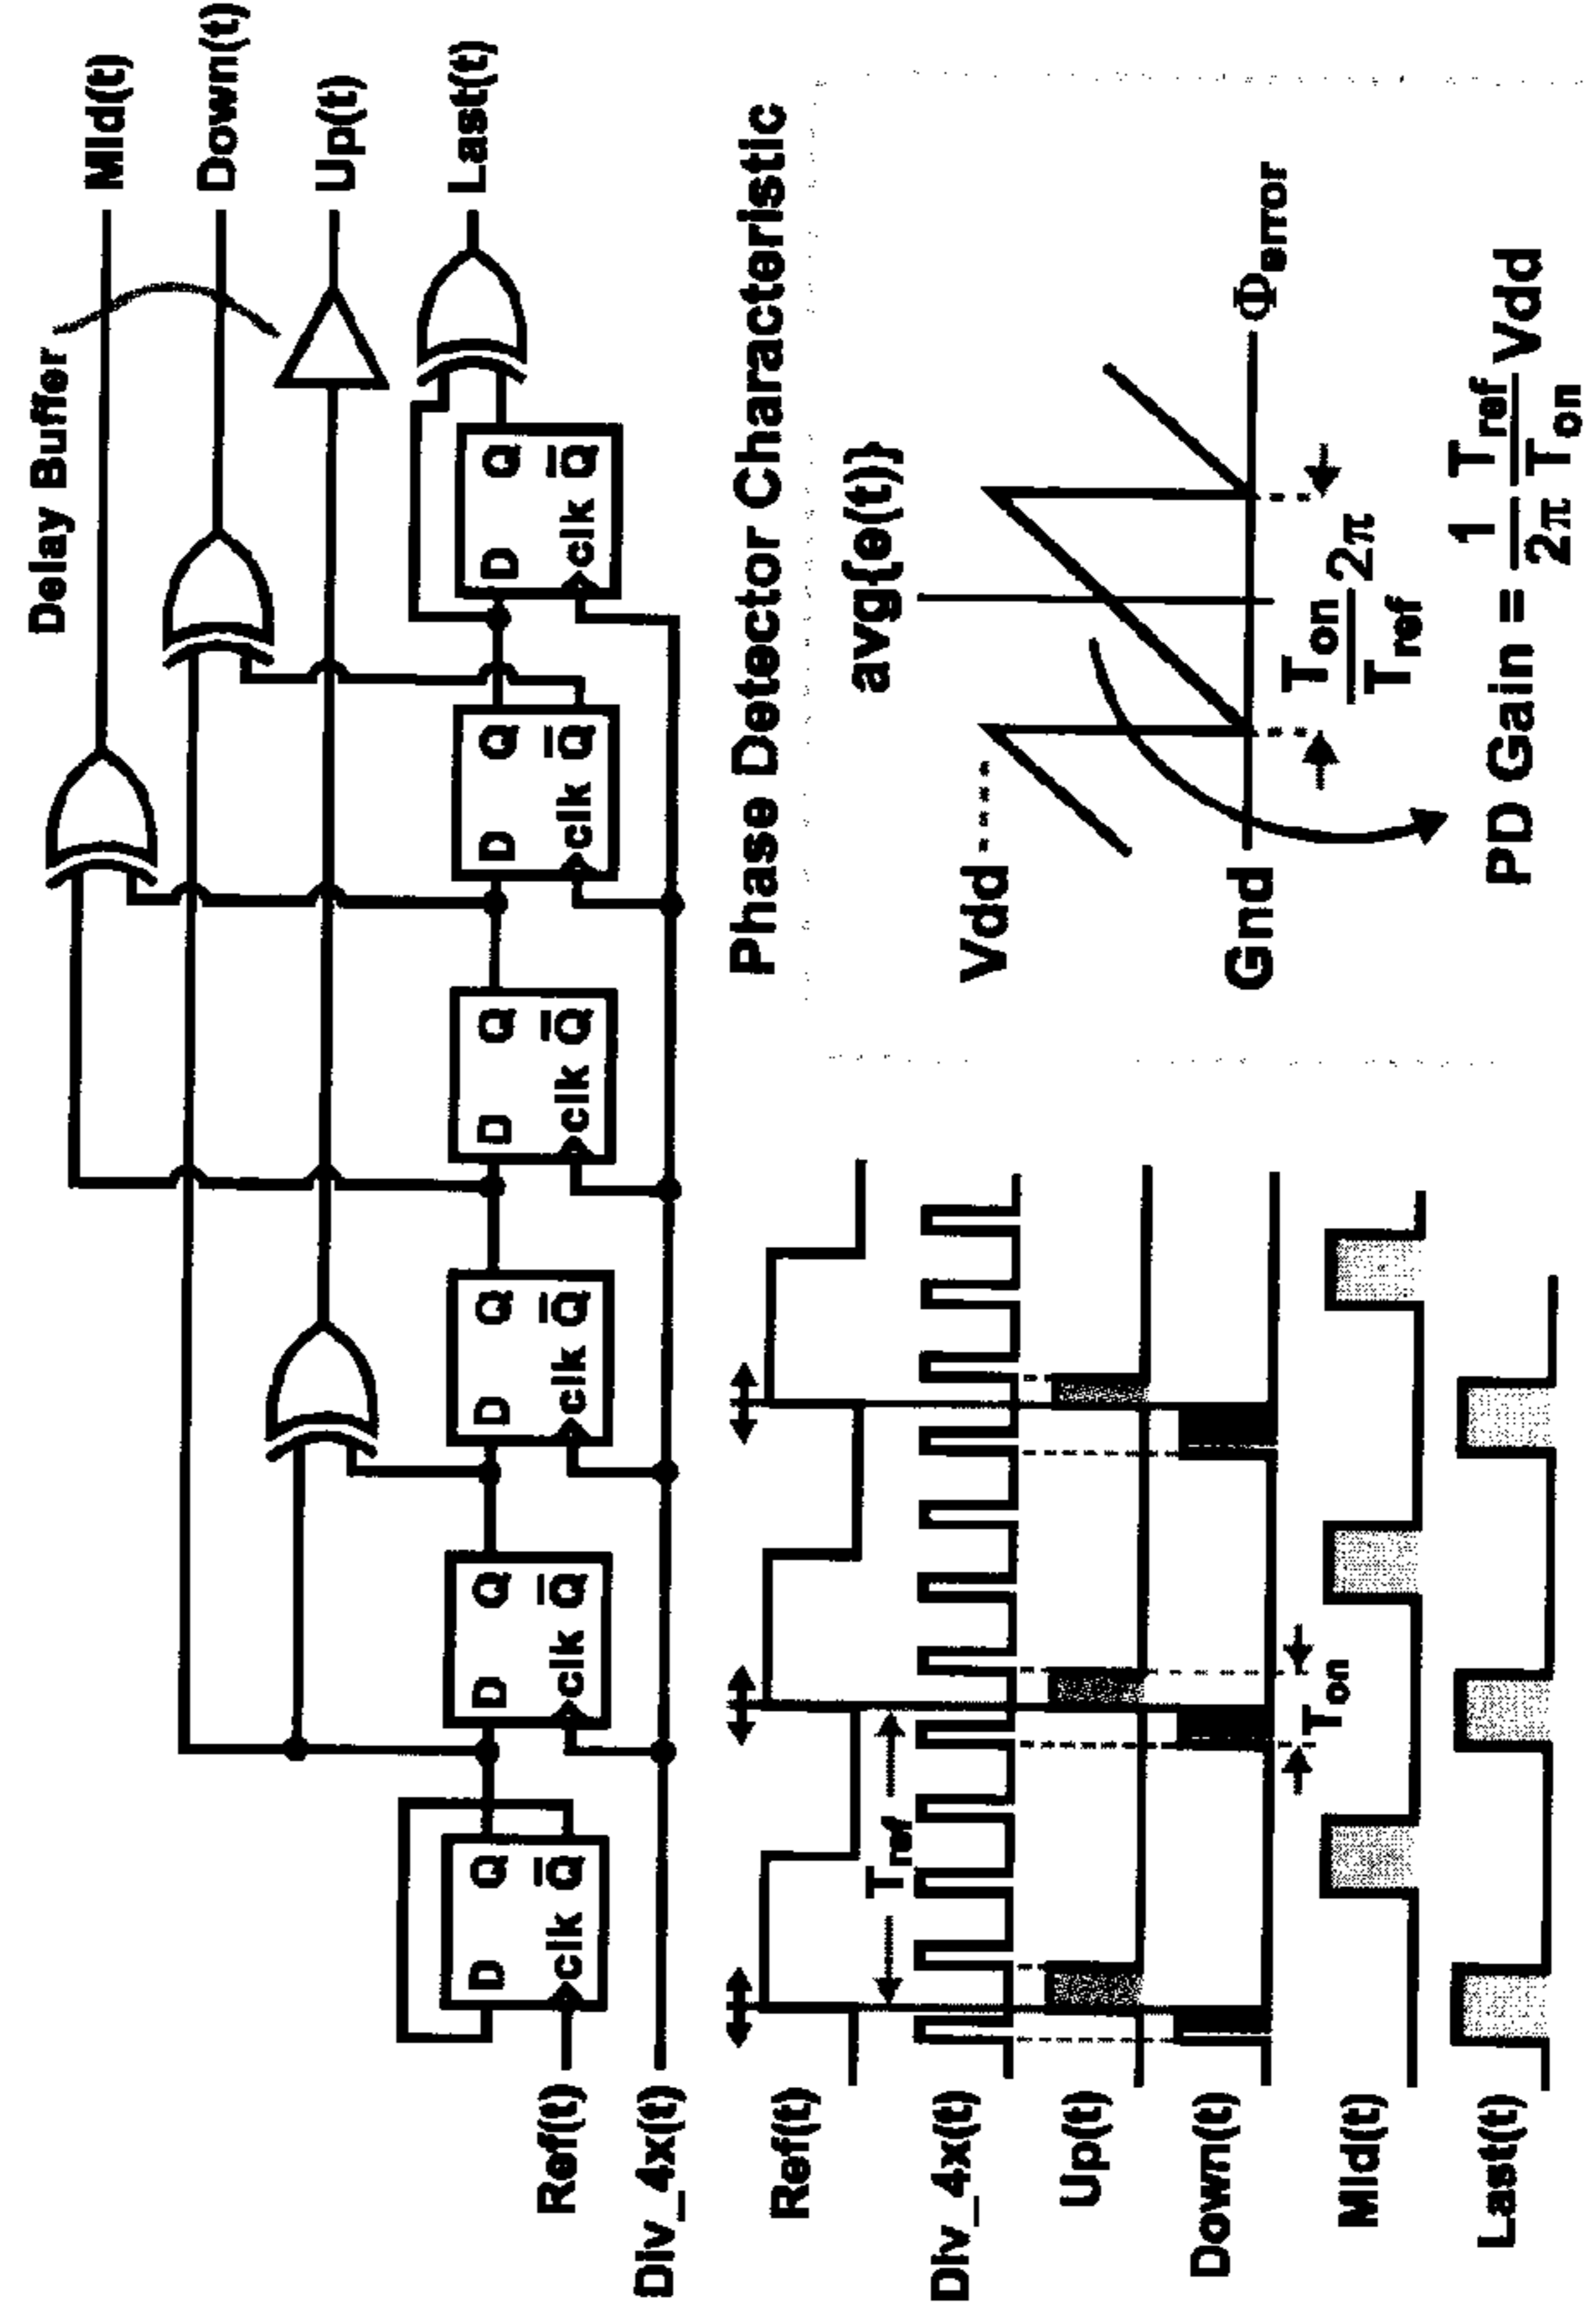 Delay Buffer
Mid(t)
Down(t)
Up(t)
Last(t)
D Q
clk Q
D Q
clk Q
D Q
clk Q
D Q
clk Q
D Q
clk Q
D Q
clk Q
Ref(t)
Div_4x(t)
Ref(t)
Tref
Div_4x(t)
Up(t)
Down(t)
Ton
Mid(t)
Last(t)
Phase Detector Characteristic
avg{e(t)}
Vdd
Gnd
Φerror
Ton/Tref 2π
PD Gain = 1/2π Tref/Ton Vdd